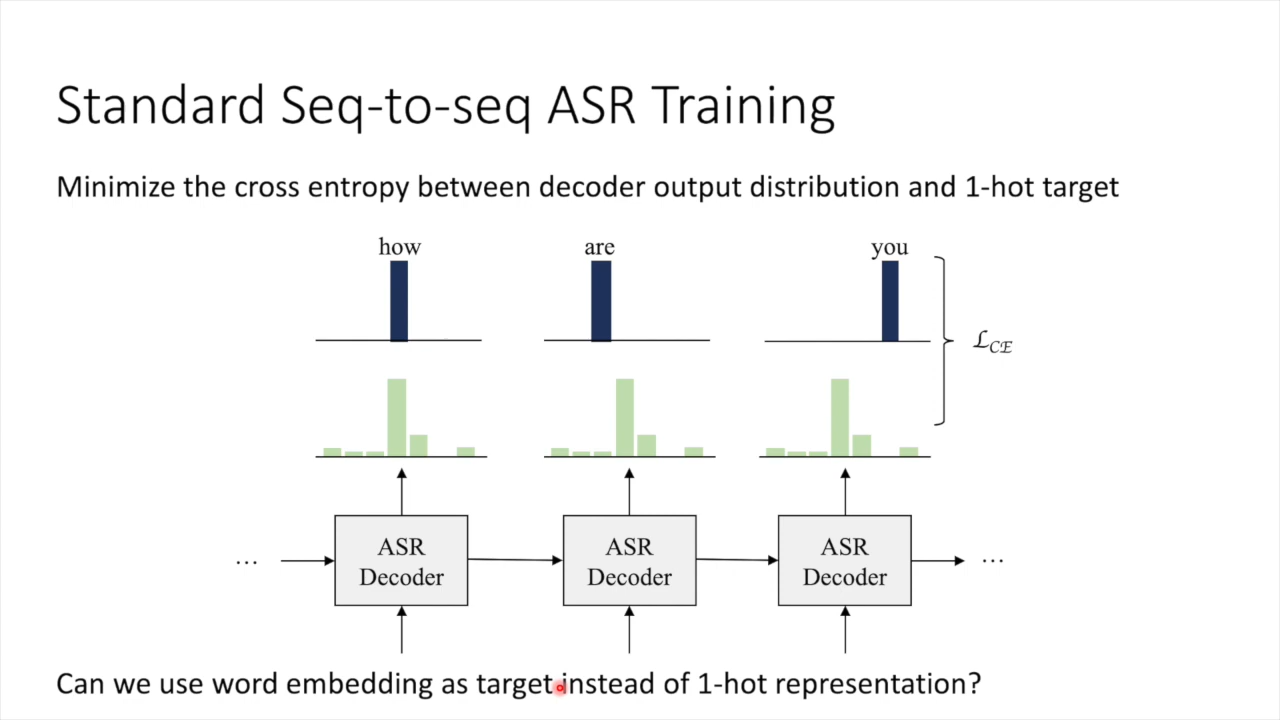 Standard Seq-to-seq ASR Training
Minimize the cross entropy between decoder output distribution and 1-hot target
how are you
ℒ_CE
... ASR Decoder ASR Decoder ASR Decoder ...
Can we use word embedding as target instead of 1-hot representation?